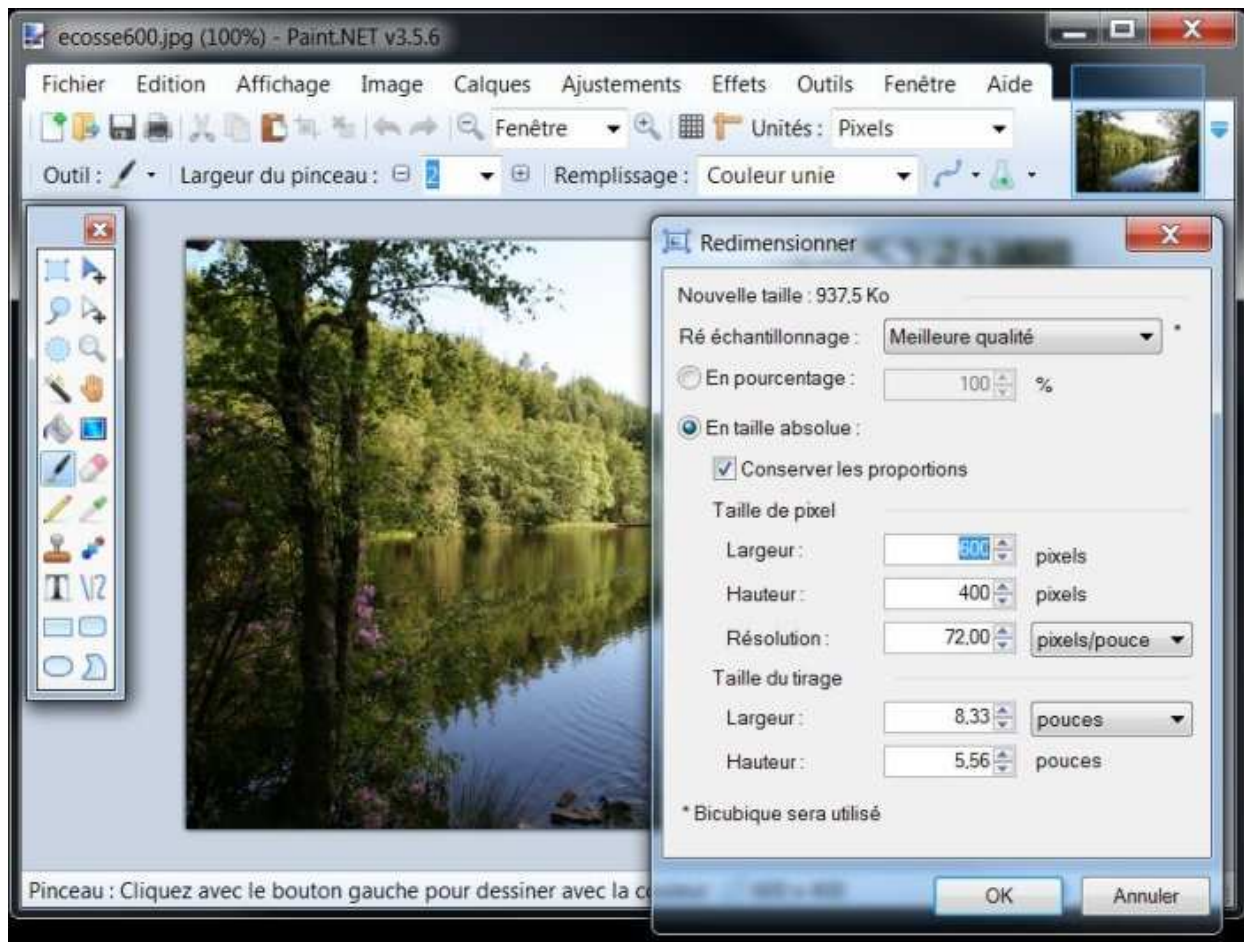 ecosse600.jpg (100%) - Paint.NET v3.5.6
Fichier Edition Affichage Image Calques Ajustements Effets Outils Fenêtre Aide
Fenêtre Unités : Pixels
Outil : Largeur du pinceau : 2 Remplissage : Couleur unie
Redimensionner
Nouvelle taille : 937,5 Ko
Ré échantillonnage : Meilleure qualité *
En pourcentage : 100 %
En taille absolue :
Conserver les proportions
Taille de pixel
Largeur : 600 pixels
Hauteur : 400 pixels
Résolution : 72,00 pixels/pouce
Taille du tirage
Largeur : 8,33 pouces
Hauteur : 5,56 pouces
* Bicubique sera utilisé
OK Annuler
Pinceau : Cliquez avec le bouton gauche pour dessiner avec la